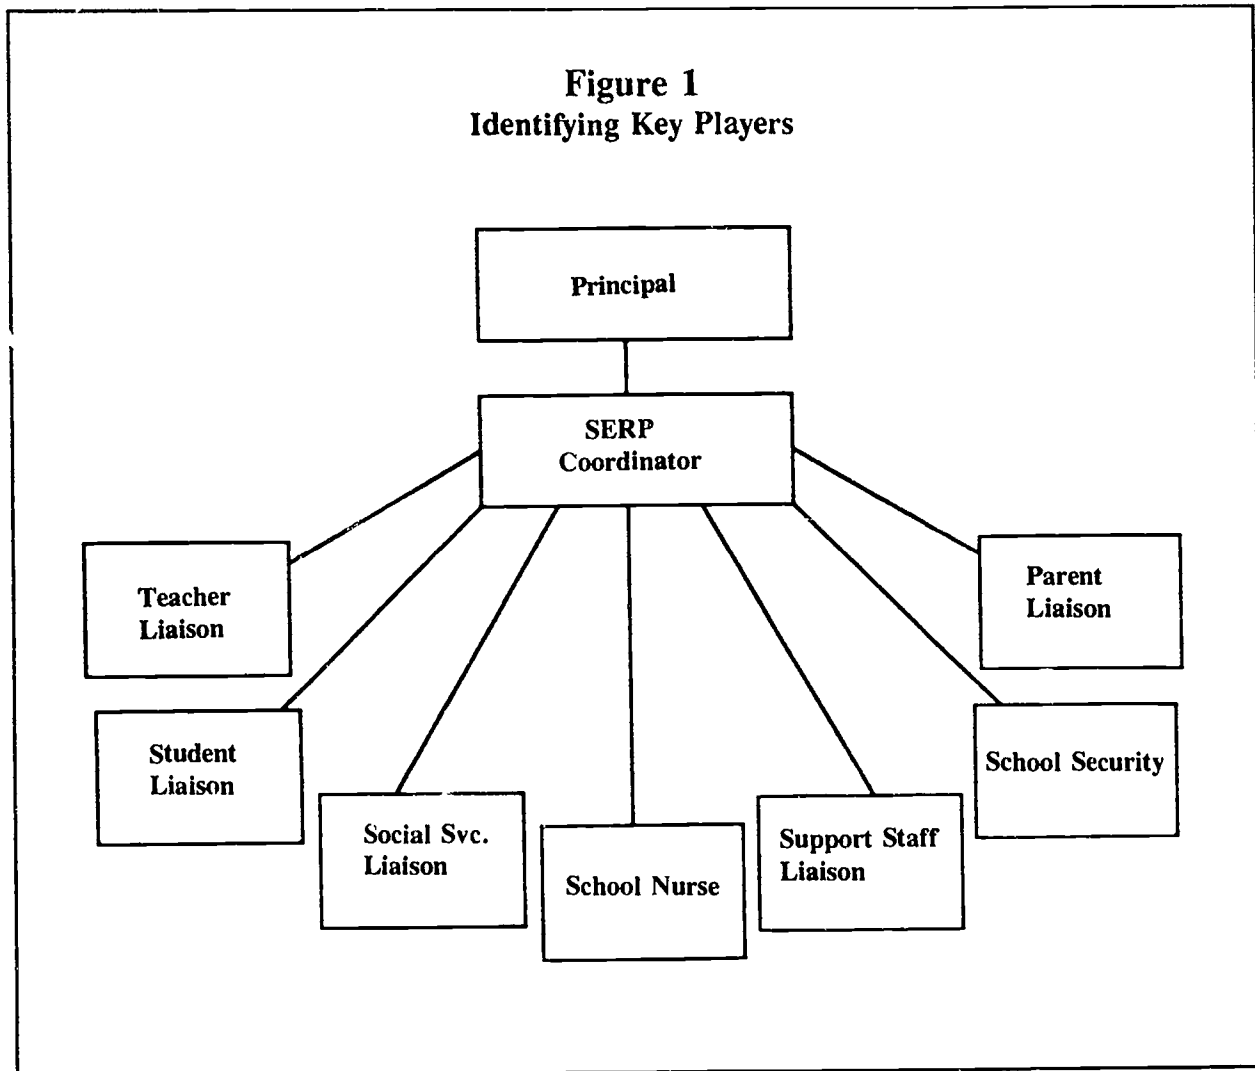 Figure 1
Identifying Key Players
Principal
SERP
Coordinator
Teacher
Liaison
Parent
Liaison
Student
Liaison
School Security
Social Svc.
Liaison
School Nurse
Support Staff
Liaison